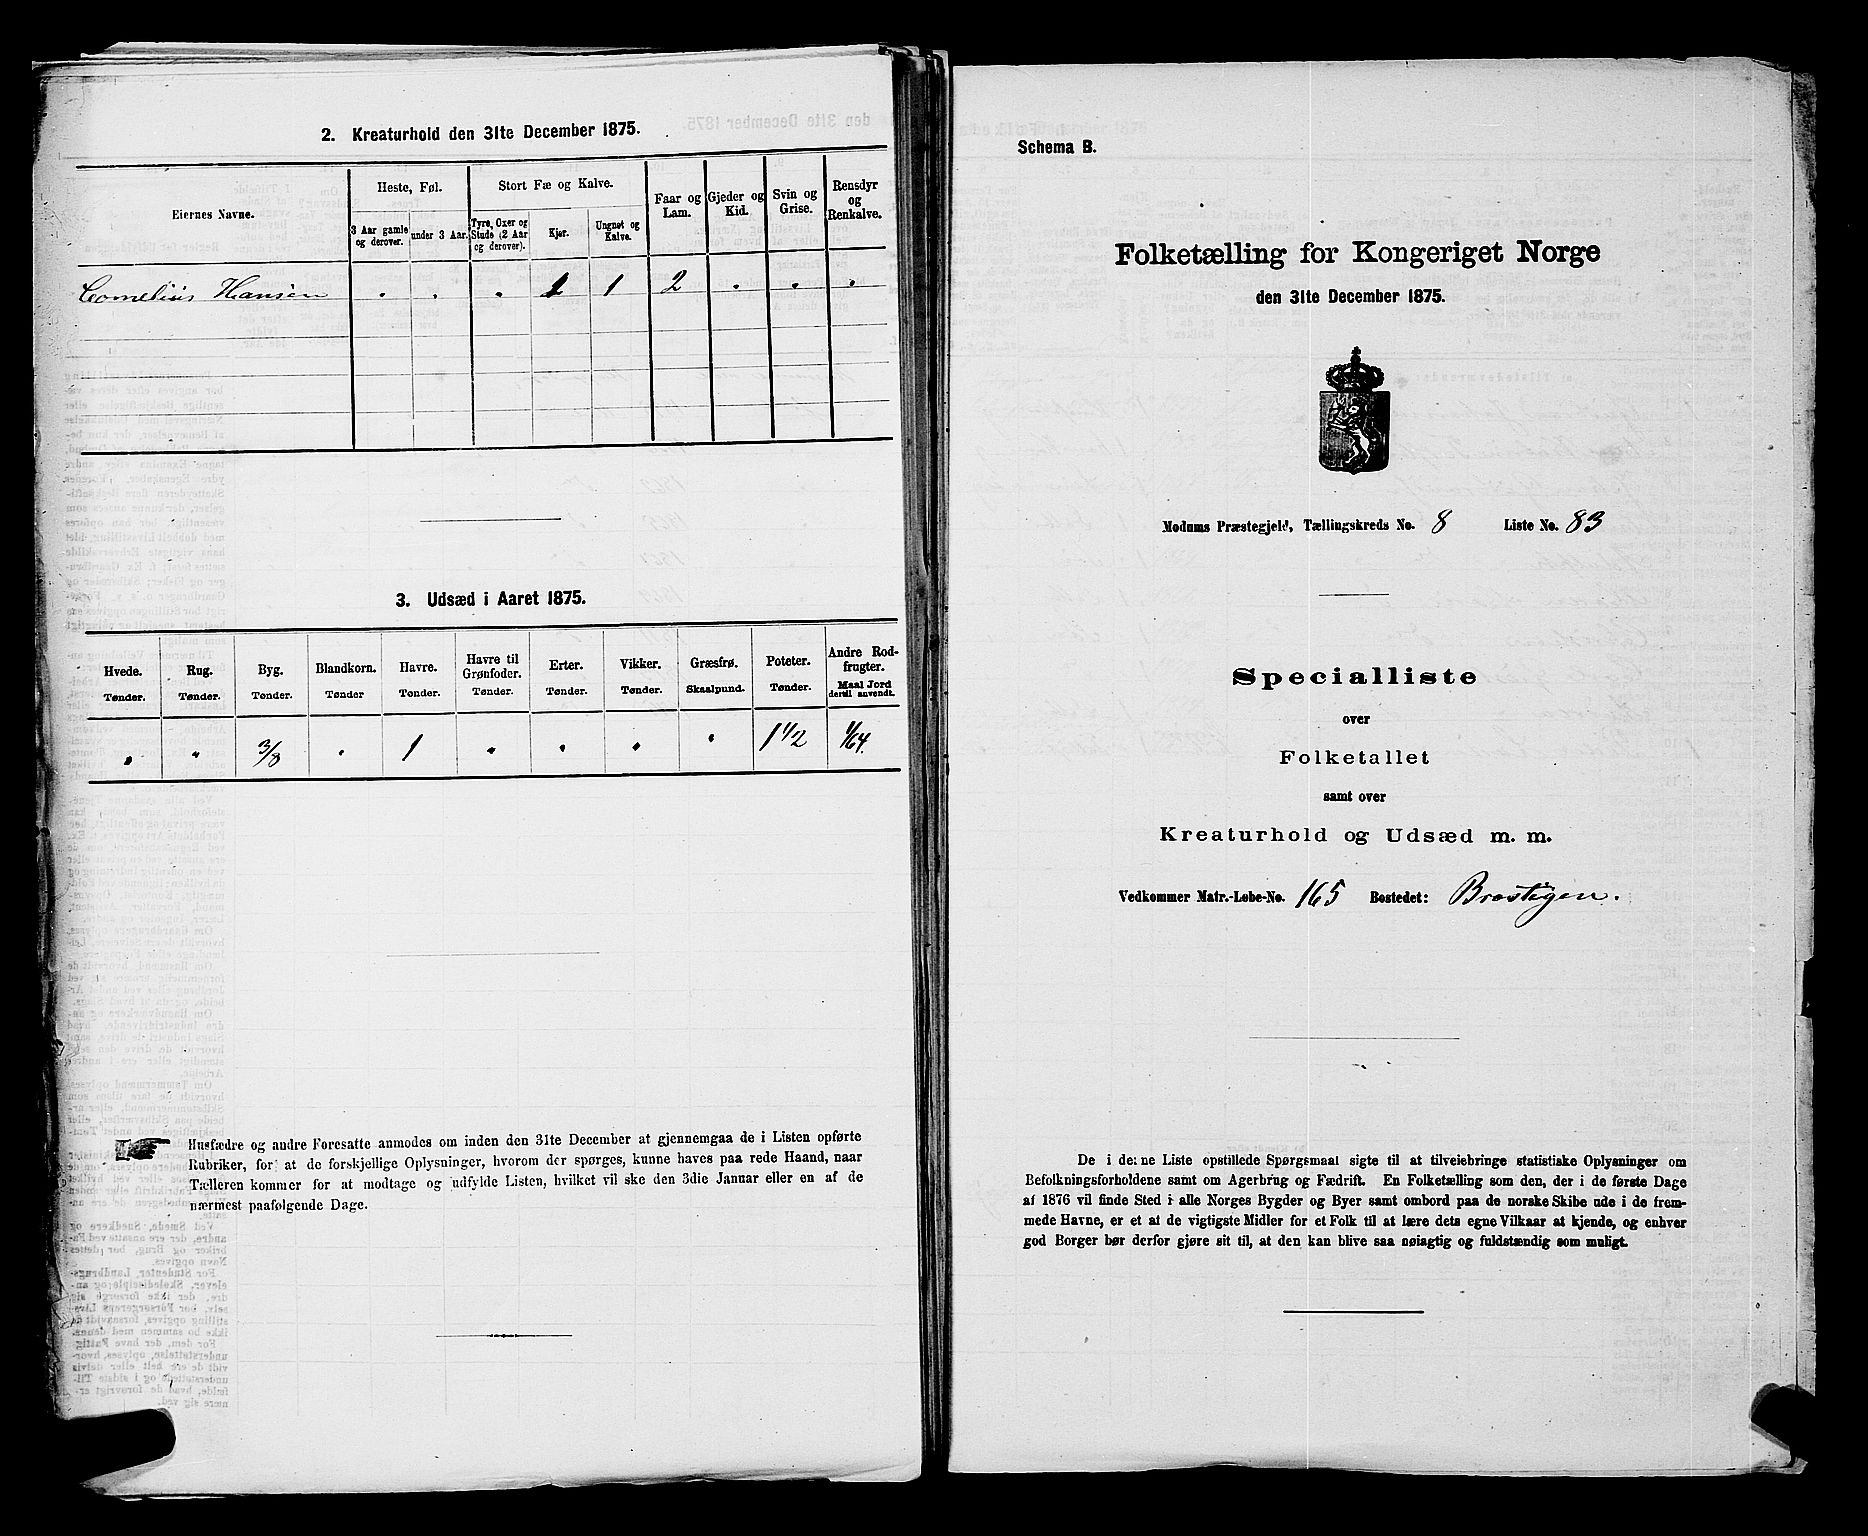 2. Kreaturhold den 31te December 1875.
Eiernes Navne.
Heste, Føl.
Stort Fæ og Kalve.
Faar og Lam.
Gjeder og Kid.
Svin og Grise.
Rensdyr og Renkalve.
3 Aar gamle og derover.
under 3 Aar.
Tyre, Oxer og Stude (2 Aar og derover).
Kjør.
Ungnøt og Kalve.
Cornelius Hansen " " " 1 1 2 " " "
3. Udsæd i Aaret 1875.
Hvede. Rug. Byg. Blandkorn. Havre. Havre til Grønfoder. Erter. Vikker. Græsfrø. Poteter. Andre Rodfrugter.
Tønder. Tønder. Tønder. Tønder Tønder. Tønder. Tønder. Tønder. Skaalpund. Tønder. Maal Jord dertil anvendt.
" " 3/8 " 1 " " " " 1 1/2 1/64.
Husfædre og andre Foresatte anmodes om inden den 31te December at gjennemgaa de i Listen opførte
Rubriker, for at de forskjellige Oplysninger, hvorom der spørges, kunne haves paa rede Haand, naar
Tælleren kommer for at modtage og udfylde Listen, hvilket vil ske den 3die Januar eller en af de
nærmest paafølgende Dage.
Schema B.
Folketælling for Kongeriget Norge
den 31te December 1875.
Modums Præstegjeld, Tællingskreds No. 8 Liste No. 83
Specialliste
over
Folketallet
samt over
Kreaturhold og Udsæd m. m.
Vedkommer Matr.-Løbe-No. 165 Bostedet: Brostigen.
De i denne Liste opstillede Spørgsmaal sigte til at tilveiebringe statistiske Oplysninger om
Befolkningsforholdene samt om Agerbrug og Fædrift. En Folketælling som den, der i de første Dage
af 1876 vil finde Sted i alle Norges Bygder og Byer samt ombord paa de norske Skibe ude i de frem-
mede Havne, er et af de vigtigste Midler for et Folk til at lære dets egne Vilkaar at kjende, og enhver
god Borger bør derfor gjøre sit til, at den kan blive saa nøiagtig og fuldstændig som muligt.